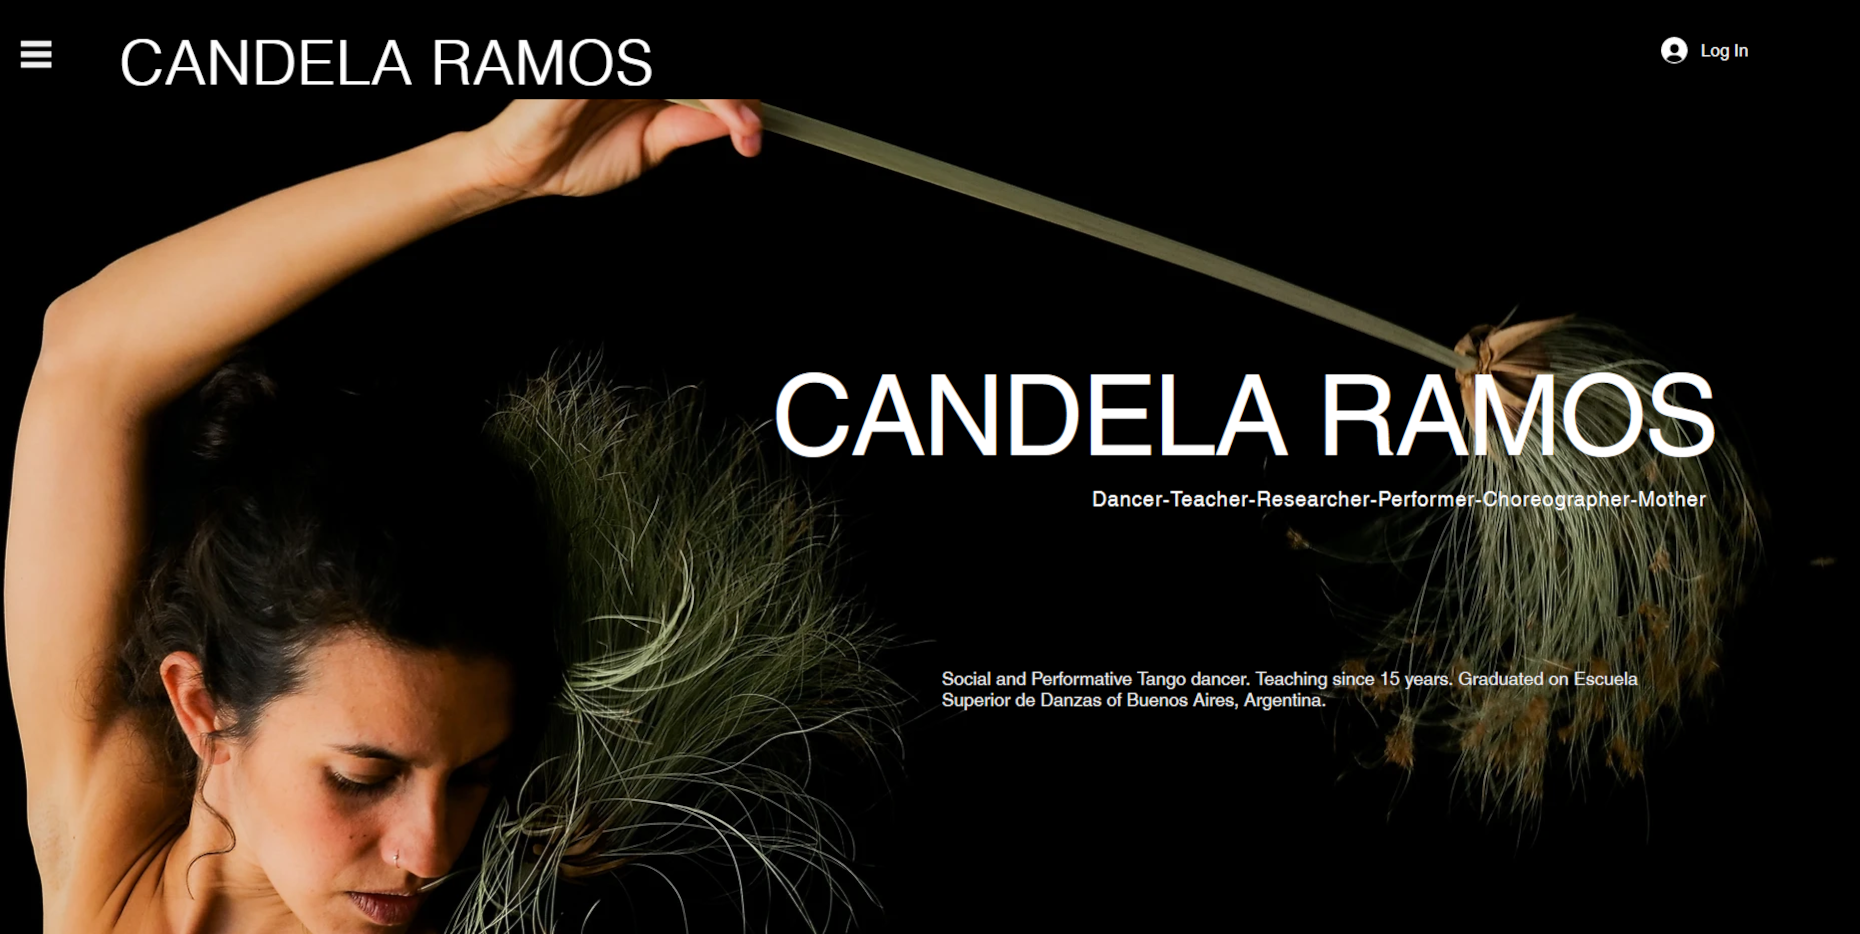 CANDELA RAMOS
Log In
CANDELA RAMOS
Dancer-Teacher-Researcher-Performer-Choreographer-Mother
Social and Performative Tango dancer. Teaching since 15 years. Graduated on Escuela
Superior de Danzas of Buenos Aires, Argentina.